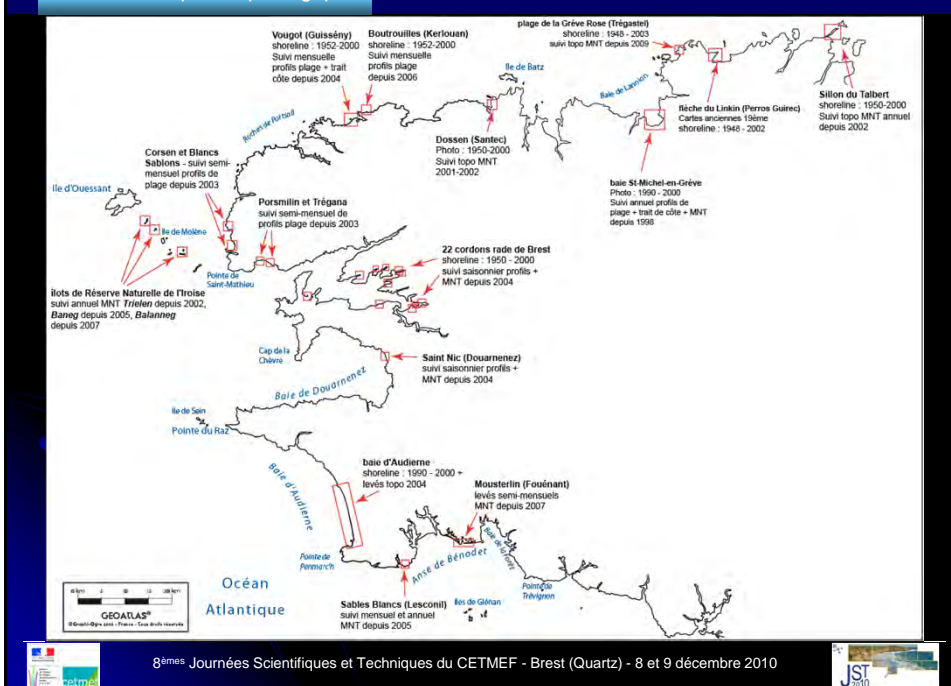 Vougot (Guissény)
shoreline : 1952-2000
Suivi mensuelle
profils plage + trait
côte depuis 2004
Boutrouilles (Kerlouan)
shoreline : 1952-2000
Suivi mensuelle
profils plage
depuis 2006
plage de la Grève Rose (Trégastel)
shoreline : 1948 - 2003
suivi topo MNT depuis 2009
Ile de Batz
Baie de Lannion
flèche du Linkin (Perros Guirec)
Cartes anciennes 19ème
shoreline : 1948 - 2002
Sillon du Talbert
shoreline : 1950-2000
Suivi topo MNT annuel
depuis 2002
Rochers de Portsall
Dossen (Santec)
Photo : 1950-2000
Suivi topo MNT
2001-2002
baie St-Michel-en-Grève
Photo : 1990 - 2000
Suivi annuel profils de
plage + trait de côte + MNT
depuis 1998
Corsen et Blancs
Sablons - suivi semi-
mensuel profils de
plage depuis 2003
Ile d'Ouessant
Ile de Molène
Porsmilin et Trégana
suivi semi-mensuel de
profils plage depuis 2003
Pointe de
Saint-Mathieu
22 cordons rade de Brest
shoreline : 1950 - 2000
suivi saisonnier profils +
MNT depuis 2004
îlots de Réserve Naturelle de l'Iroise
suivi annuel MNT Trielen depuis 2002,
Baneg depuis 2005, Balanneg
depuis 2007
Cap de la
Chèvre
Saint Nic (Douarnenez)
suivi saisonnier profils +
MNT depuis 2004
Baie de Douarnenez
Ile de Sein
Pointe du Raz
baie d'Audierne
shoreline : 1990 - 2000 +
levés topo 2004
Baie d'Audierne
Mousterlin (Fouénant)
levés semi-mensuels
MNT depuis 2007
Baie de la forêt
Pointe de
Penmarch
Anse de Bénodet
Pointe de
Trévignon
Océan
Atlantique
Sables Blancs (Lesconil)
suivi mensuel et annuel
MNT depuis 2005
Iles de Glénan
GEOATLAS®
8èmes Journées Scientifiques et Techniques du CETMEF - Brest (Quartz) - 8 et 9 décembre 2010
cetmef
JST
2010